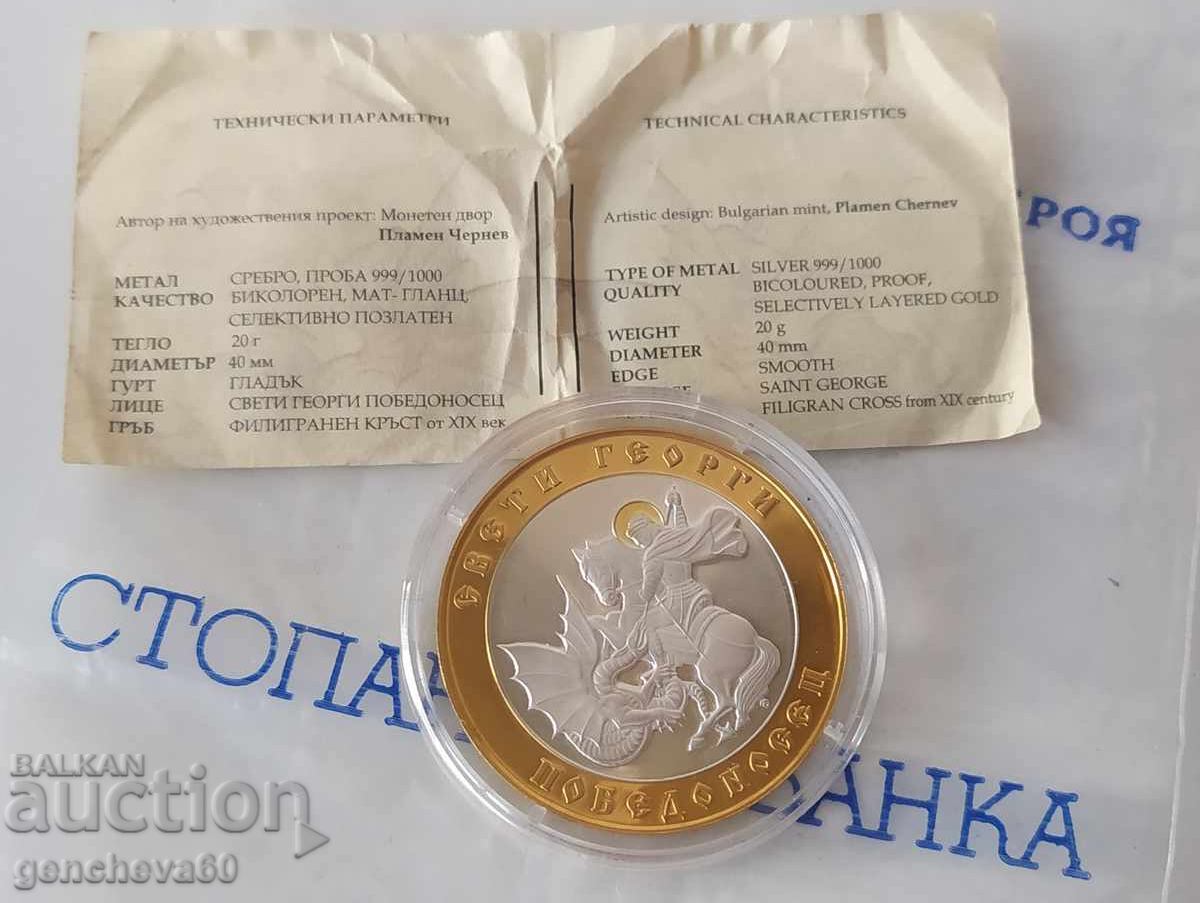 ТЕХНИЧЕСКИ ПАРАМЕТРИ
Автор на художествения проект: Монетен двор
Пламен Чернев
МЕТАЛ СРЕБРО, ПРОБА 999/1000
КАЧЕСТВО БИКОЛОРЕН, МАТ- ГЛАНЦ,
СЕЛЕКТИВНО ПОЗЛАТЕН
ТЕГЛО 20 г
ДИАМЕТЪР 40 мм
ГУРТ ГЛАДЪК
ЛИЦЕ СВЕТИ ГЕОРГИ ПОБЕДОНОСЕЦ
ГРЪБ ФИЛИГРАНЕН КРЪСТ от XIX век
TECHNICAL CHARACTERISTICS
Artistic design: Bulgarian mint, Plamen Chernev
TYPE OF METAL SILVER 999/1000
QUALITY BICOLOURED, PROOF,
SELECTIVELY LAYERED GOLD
WEIGHT 20 g
DIAMETER 40 mm
EDGE SMOOTH
SAINT GEORGE
FILIGRAN CROSS from XIX century
РОЯ
СВЕТИ ГЕОРГИ
ПОБЕДОНОСЕЦ
СТОПАН
БАНКА
BALKAN
auction
gencheva60